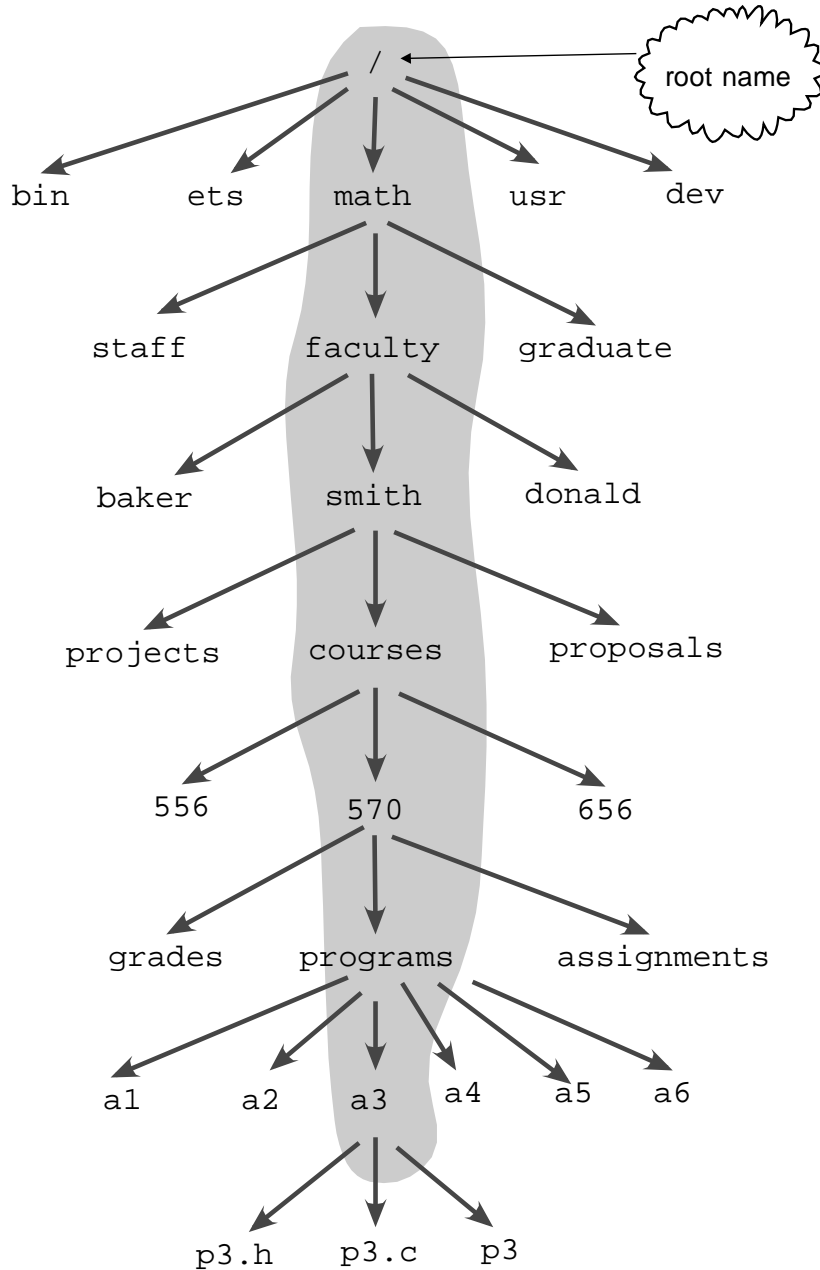 /
root name
bin ets math usr dev
staff faculty graduate
baker smith donald
projects courses proposals
556 570 656
grades programs assignments
a1 a2 a3 a4 a5 a6
p3.h p3.c p3